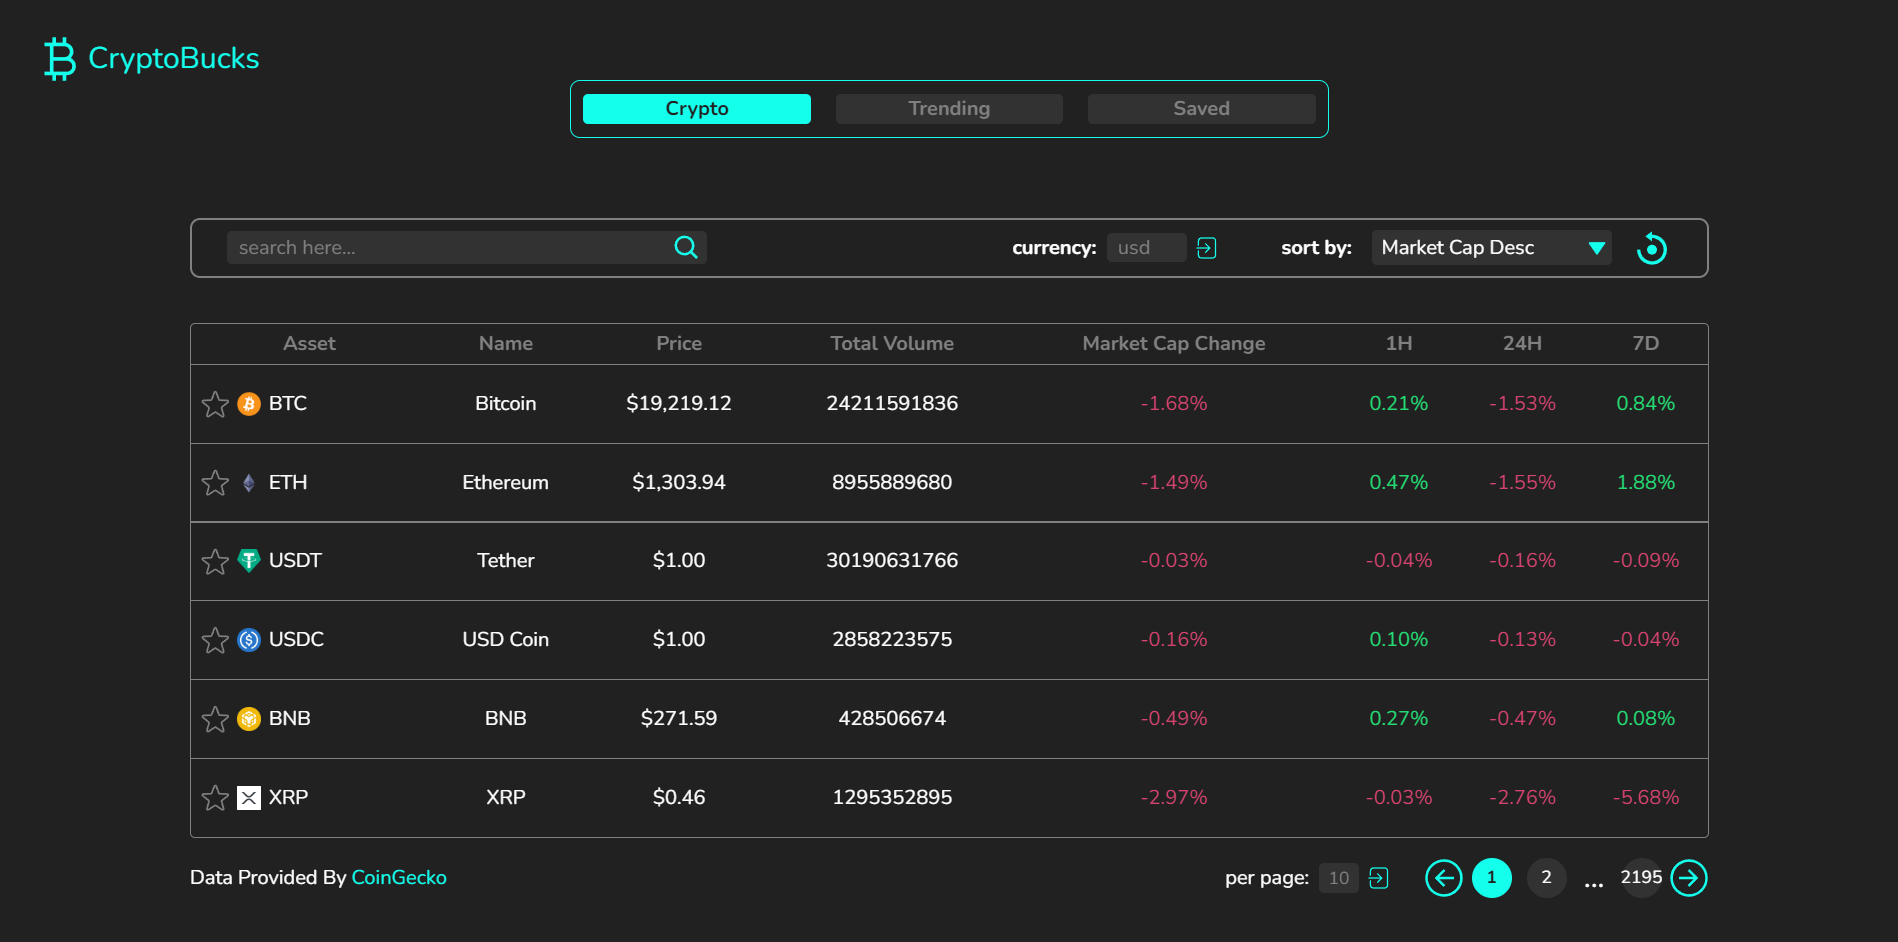 CryptoBucks
Crypto Trending Saved
search here... currency: usd sort by: Market Cap Desc
Asset Name Price Total Volume Market Cap Change 1H 24H 7D
BTC Bitcoin $19,219.12 24211591836 -1.68% 0.21% -1.53% 0.84%
ETH Ethereum $1,303.94 8955889680 -1.49% 0.47% -1.55% 1.88%
USDT Tether $1.00 30190631766 -0.03% -0.04% -0.16% -0.09%
USDC USD Coin $1.00 2858223575 -0.16% 0.10% -0.13% -0.04%
BNB BNB $271.59 428506674 -0.49% 0.27% -0.47% 0.08%
XRP XRP $0.46 1295352895 -2.97% -0.03% -2.76% -5.68%
Data Provided By CoinGecko per page: 10 1 2 ... 2195